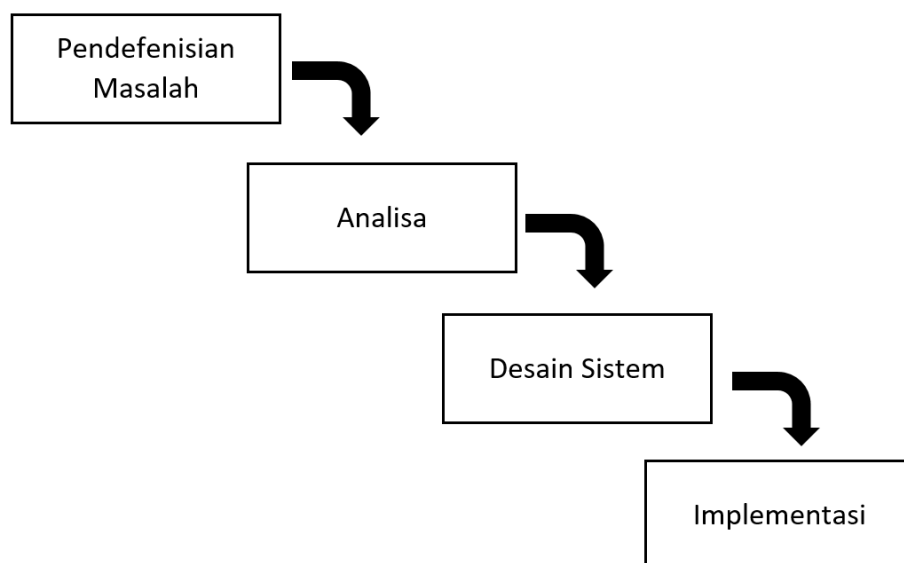 Pendefenisian
Masalah
Analisa
Desain Sistem
Implementasi